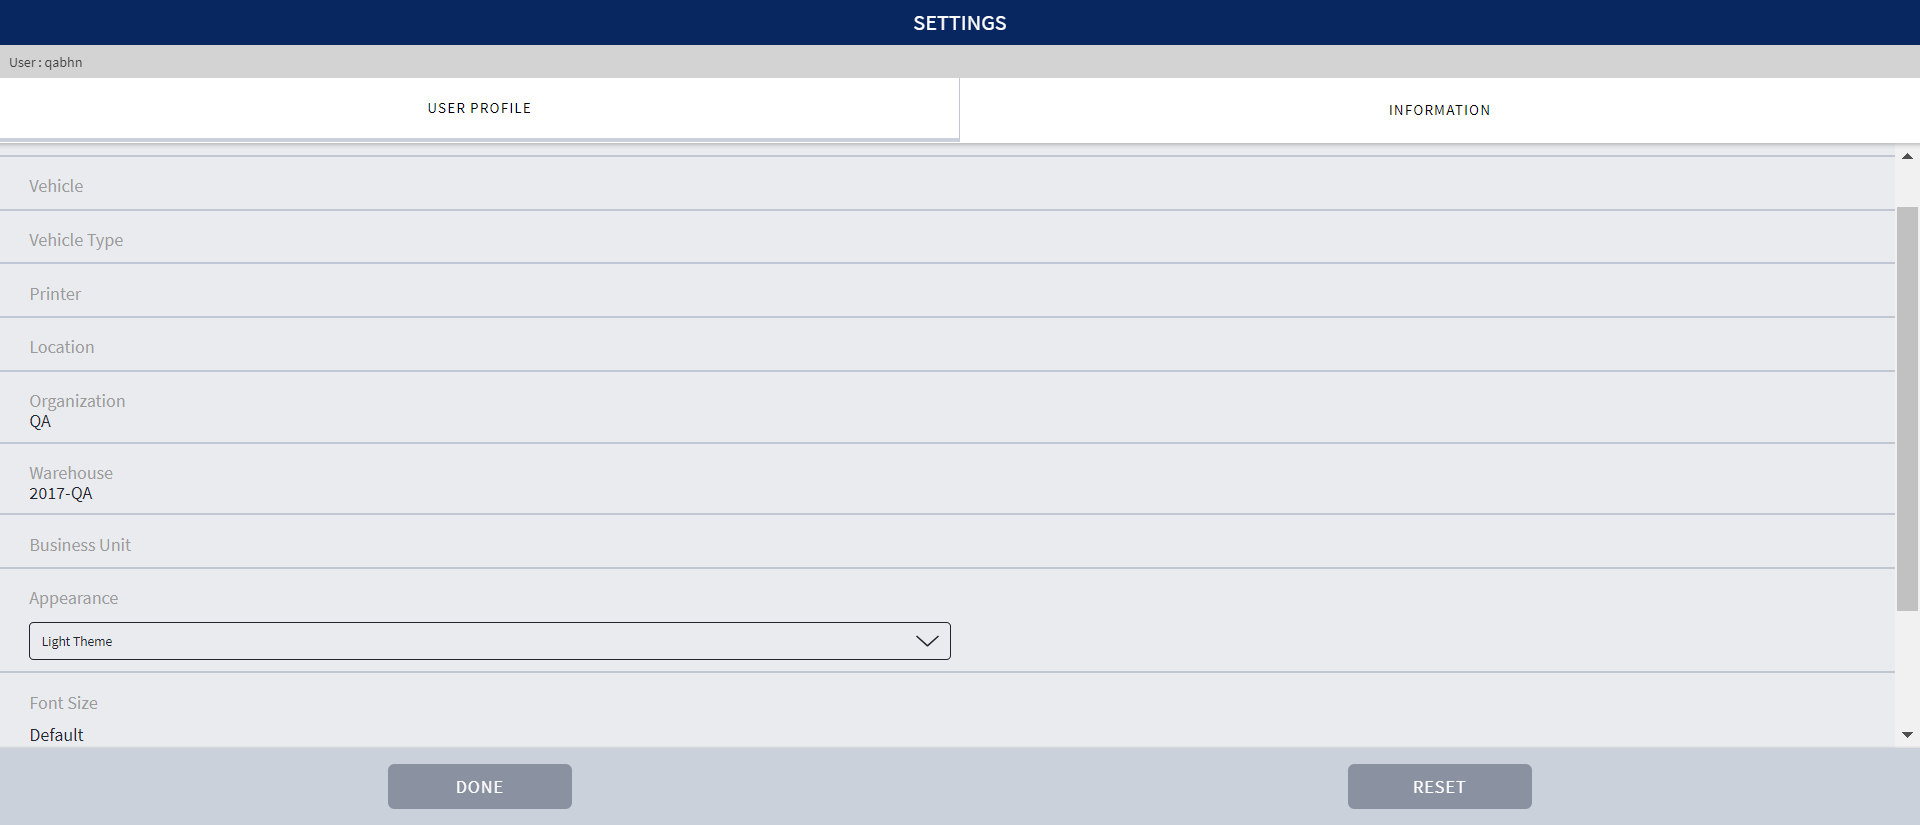 SETTINGS
User : qabhn
USER PROFILE
INFORMATION
Vehicle
Vehicle Type
Printer
Location
Organization
QA
Warehouse
2017-QA
Business Unit
Appearance
Light Theme
Font Size
Default
DONE
RESET